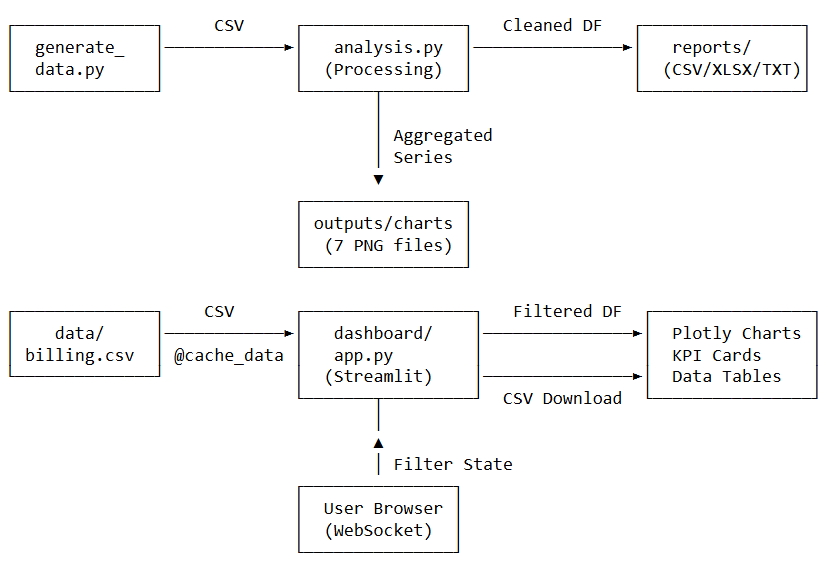 CSV
Cleaned DF
generate_
data.py
analysis.py
(Processing)
reports/
(CSV/XLSX/TXT)
Aggregated
Series
outputs/charts
(7 PNG files)
CSV
Filtered DF
data/
billing.csv
@cache_data
dashboard/
app.py
(Streamlit)
Plotly Charts
KPI Cards
Data Tables
CSV Download
Filter State
User Browser
(WebSocket)